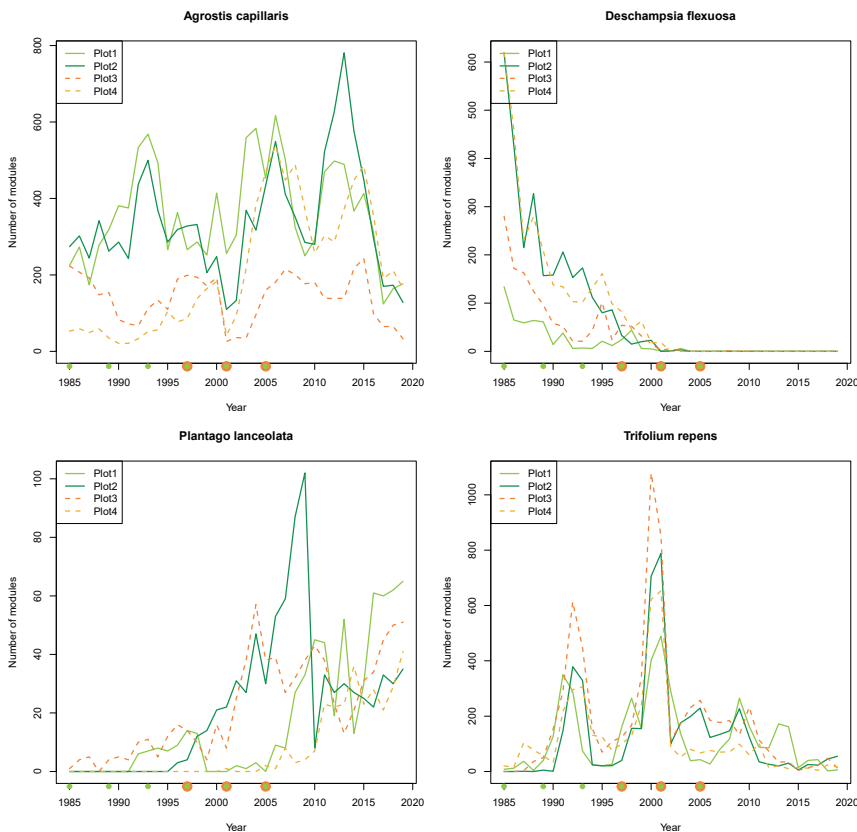 Agrostis capillaris
Plot1
Plot2
Plot3
Plot4
Number of modules
0
200
400
600
800
1985
1990
1995
2000
2005
2010
2015
2020
Year
Deschampsia flexuosa
Plot1
Plot2
Plot3
Plot4
Number of modules
0
100
200
300
400
500
600
1985
1990
1995
2000
2005
2010
2015
2020
Year
Plantago lanceolata
Plot1
Plot2
Plot3
Plot4
Number of modules
0
20
40
60
80
100
1985
1990
1995
2000
2005
2010
2015
2020
Year
Trifolium repens
Plot1
Plot2
Plot3
Plot4
Number of modules
0
200
400
600
800
1000
1985
1990
1995
2000
2005
2010
2015
2020
Year